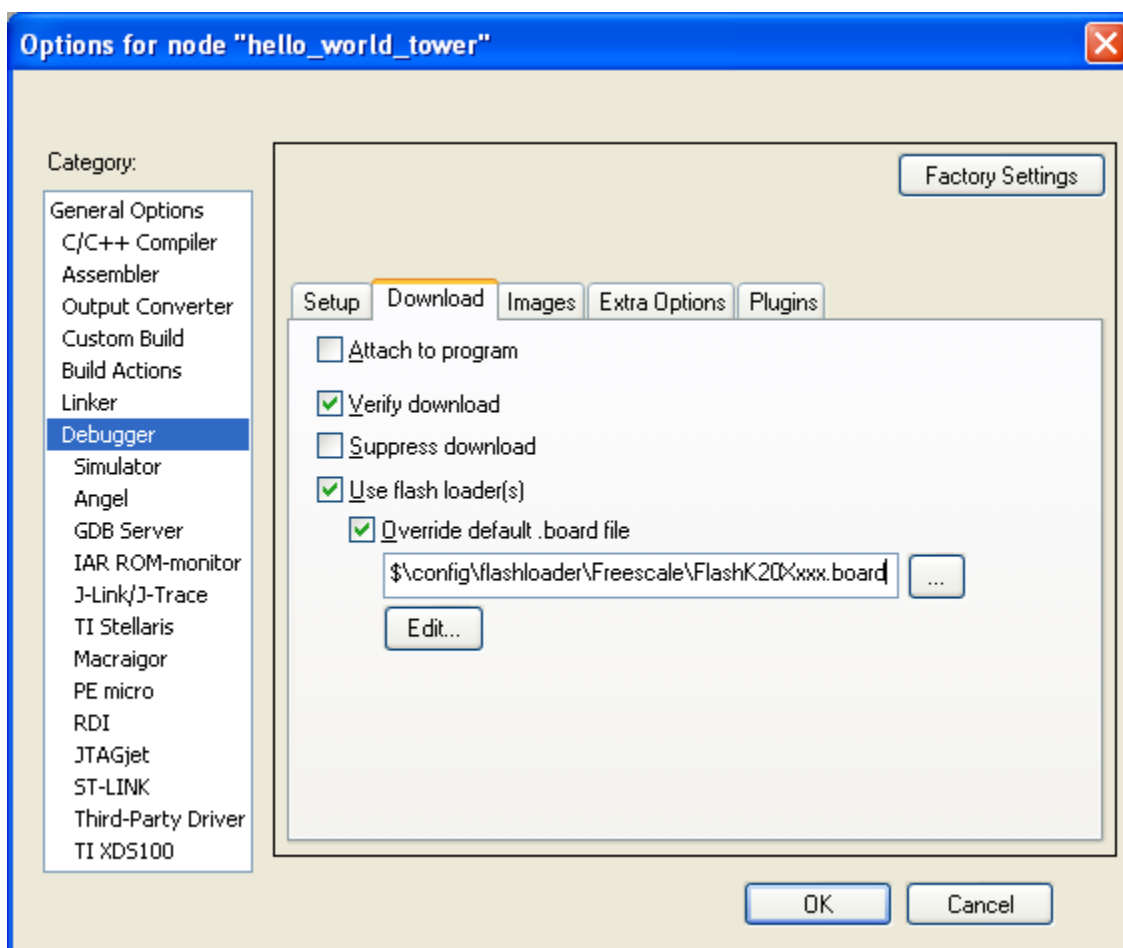 Options for node "hello_world_tower"
Category:
General Options
C/C++ Compiler
Assembler
Output Converter
Custom Build
Build Actions
Linker
Debugger
Simulator
Angel
GDB Server
IAR ROM-monitor
J-Link/J-Trace
TI Stellaris
Macraigor
PE micro
RDI
JTAGjet
ST-LINK
Third-Party Driver
TI XDS100
Factory Settings
Setup Download Images Extra Options Plugins
Attach to program
Verify download
Suppress download
Use flash loader(s)
Override default .board file
$\config\flashloader\Freescale\FlashK20Xxxx.board ...
Edit...
OK Cancel